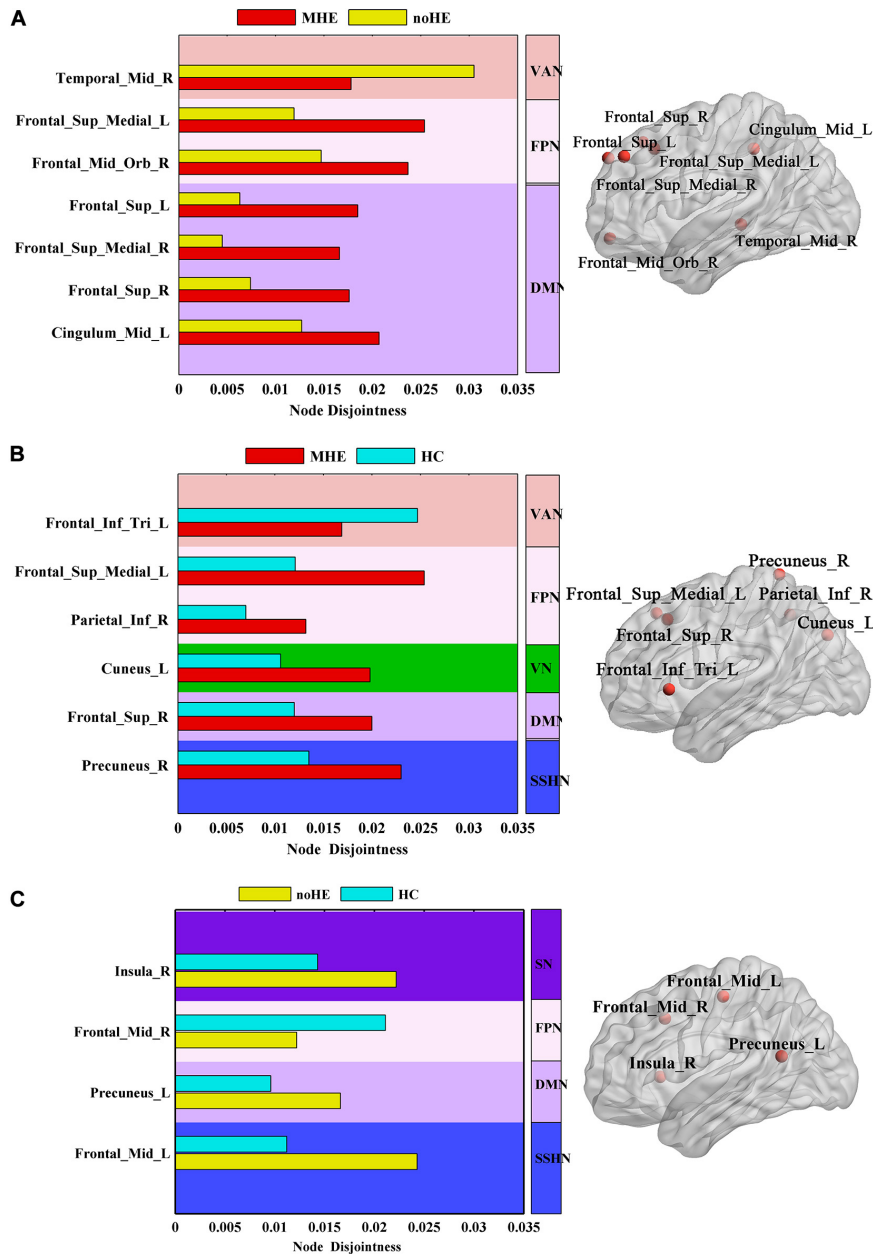 A
MHE noHE
Temporal_Mid_R
Frontal_Sup_Medial_L
Frontal_Mid_Orb_R
Frontal_Sup_L
Frontal_Sup_Medial_R
Frontal_Sup_R
Cingulum_Mid_L
VAN
FPN
DMN
0 0.005 0.01 0.015 0.02 0.025 0.03 0.035
Node Disjointness
Frontal_Sup_R
Frontal_Sup_L
Cingulum_Mid_L
Frontal_Sup_Medial_L
Frontal_Sup_Medial_R
Temporal_Mid_R
Frontal_Mid_Orb_R
B
MHE HC
Frontal_Inf_Tri_L
Frontal_Sup_Medial_L
Parietal_Inf_R
Cuneus_L
Frontal_Sup_R
Precuneus_R
VAN
FPN
VN
DMN
SSHN
0 0.005 0.01 0.015 0.02 0.025 0.03 0.035
Node Disjointness
Precuneus_R
Frontal_Sup_Medial_L
Parietal_Inf_R
Cuneus_L
Frontal_Sup_R
Frontal_Inf_Tri_L
C
noHE HC
Insula_R
Frontal_Mid_R
Precuneus_L
Frontal_Mid_L
SN
FPN
DMN
SSHN
0 0.005 0.01 0.015 0.02 0.025 0.03 0.035
Node Disjointness
Frontal_Mid_L
Frontal_Mid_R
Precuneus_L
Insula_R